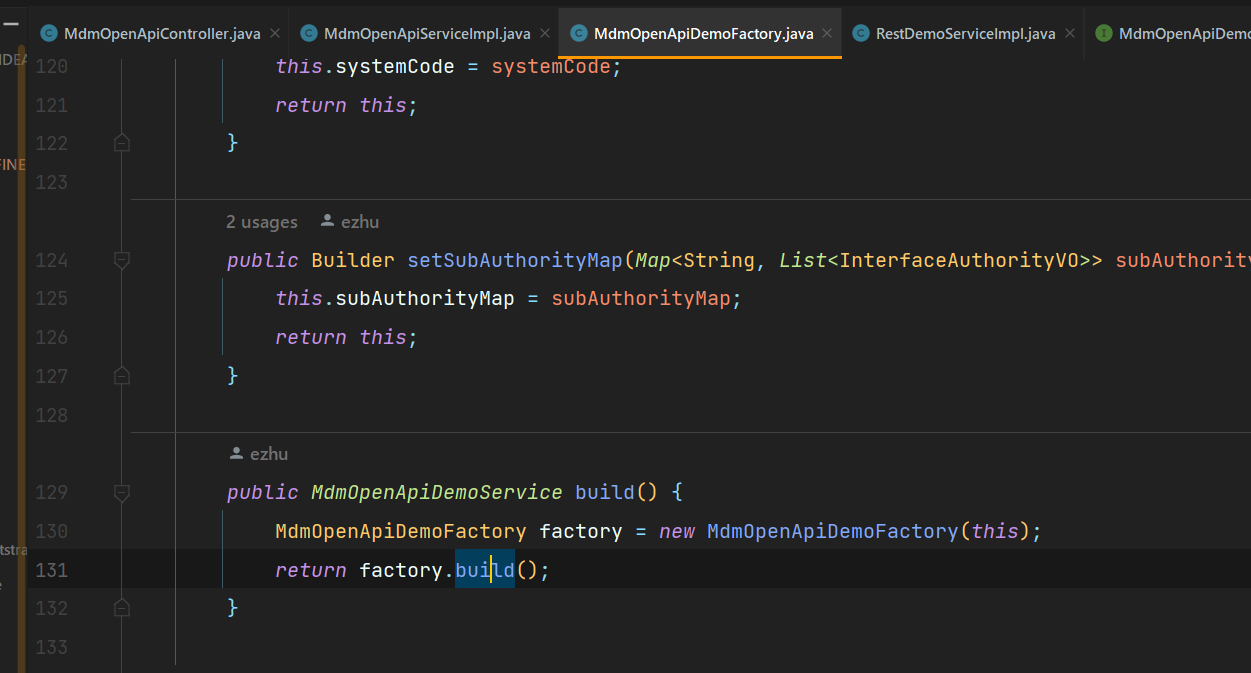 MdmOpenApiController.java MdmOpenApiServiceImpl.java MdmOpenApiDemoFactory.java RestDemoServiceImpl.java MdmOpenApiDemo
IDEA
120 this.systemCode = systemCode;
121 return this;
122 }
FINE
123
2 usages ezhu
124 public Builder setSubAuthorityMap(Map<String, List<InterfaceAuthorityVO>> subAuthority
125 this.subAuthorityMap = subAuthorityMap;
126 return this;
127 }
128
ezhu
129 public MdmOpenApiDemoService build() {
130 MdmOpenApiDemoFactory factory = new MdmOpenApiDemoFactory(this);
tstra
131 return factory.build();
e
132 }
133